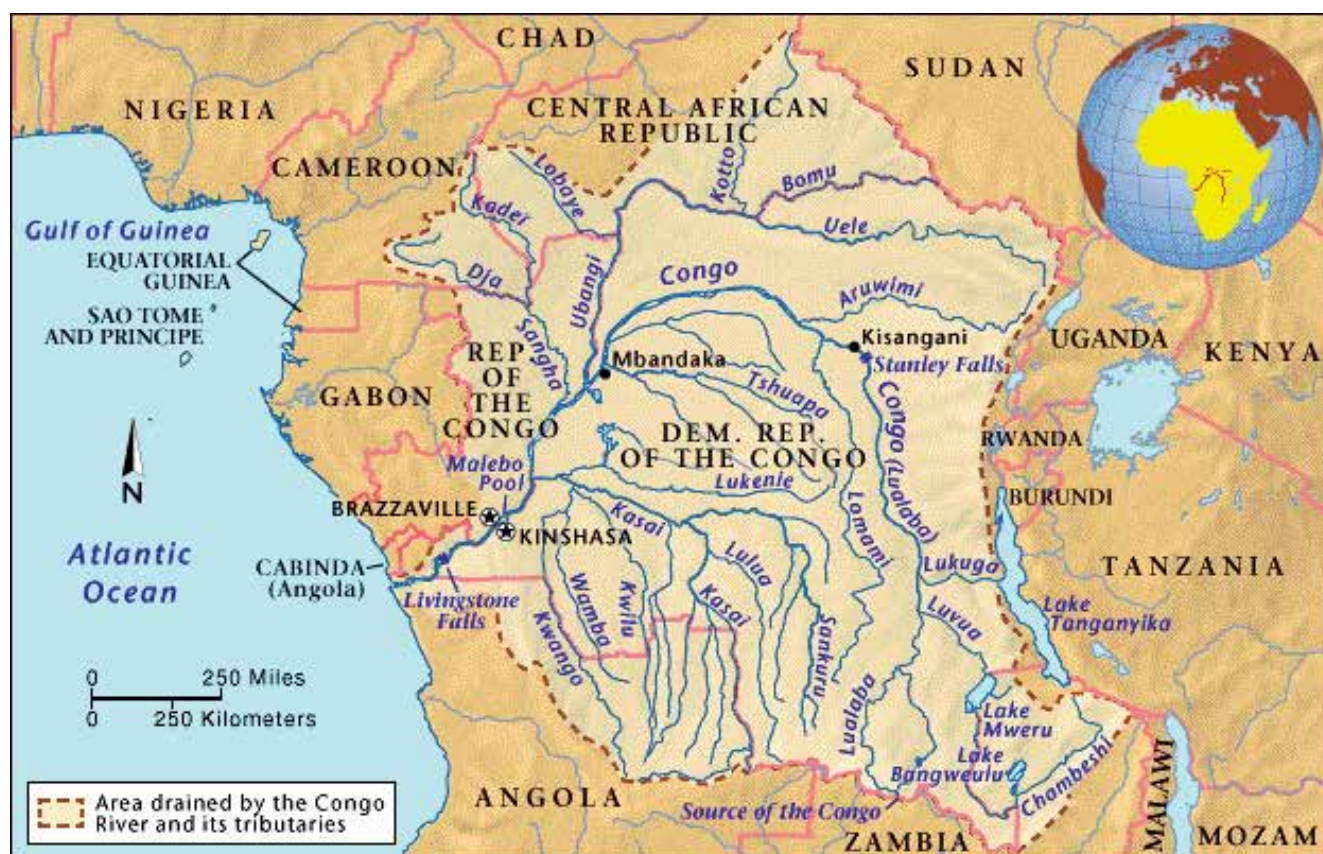 CHAD
SUDAN
NIGERIA
CENTRAL AFRICAN
REPUBLIC
CAMEROON
Lobaye
Kotto
Bomu
Kadeï
Uele
Gulf of Guinea
EQUATORIAL
GUINEA
Dja
Ubangi
Congo
Aruwimi
SAO TOME
AND PRINCIPE
Sangha
Kisangani
Stanley Falls
UGANDA
KENYA
REP
OF
THE
CONGO
Mbandaka
Tshuapa
GABON
DEM. REP.
OF THE CONGO
Congo (Lualaba)
RWANDA
N
Malebo
Pool
Lukenie
BURUNDI
BRAZZAVILLE
KINSHASA
Kasai
Lomami
Atlantic
Ocean
CABINDA
(Angola)
Lulua
Lukuga
TANZANIA
Livingstone
Falls
Wamba
Kwilu
Kasai
Luvua
Lake
Tanganyika
Kwango
Sankuru
0 250 Miles
0 250 Kilometers
Lualaba
Lake
Mweru
Lake
Bangweulu
Chambeshi
MALAWI
Area drained by the Congo
River and its tributaries
ANGOLA
Source of the Congo
ZAMBIA
MOZAM